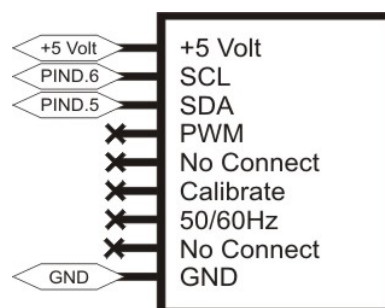 +5 Volt +5 Volt
PIND.6 SCL
PIND.5 SDA
PWM
No Connect
Calibrate
50/60Hz
No Connect
GND GND